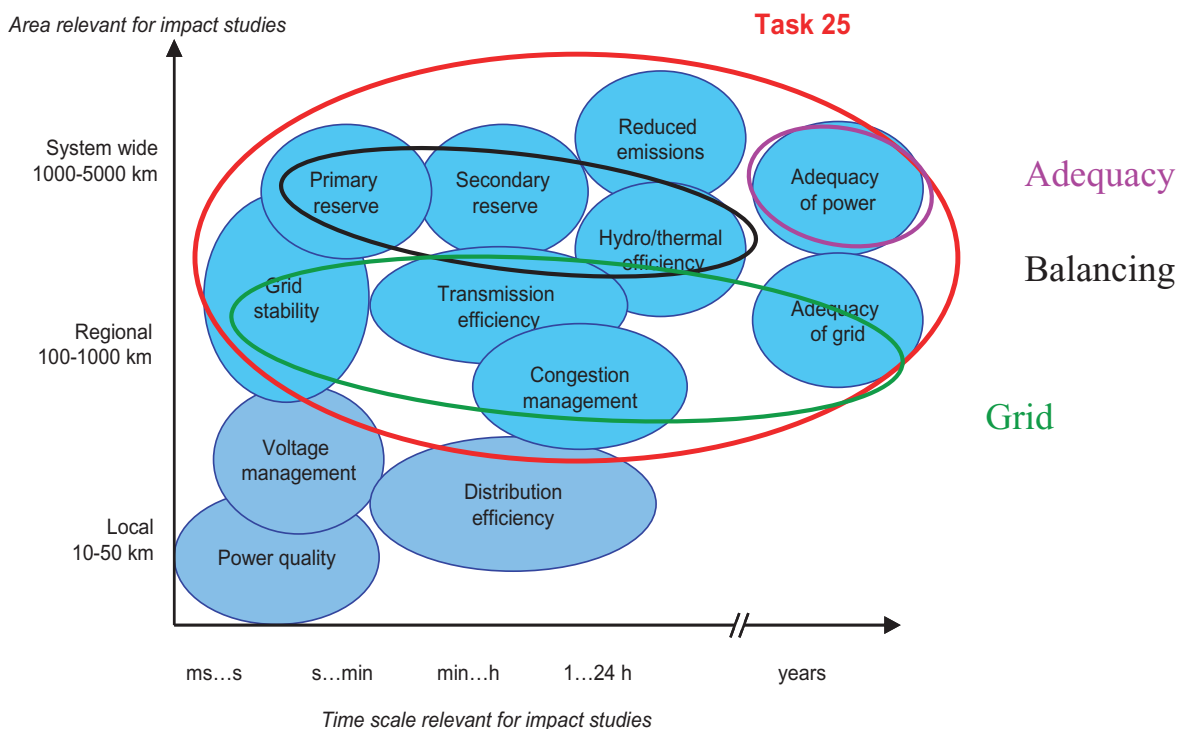 Area relevant for impact studies
Task 25
System wide
1000-5000 km
Regional
100-1000 km
Local
10-50 km
Reduced
emissions
Primary
reserve
Secondary
reserve
Adequacy
of power
Hydro/thermal
efficiency
Grid
stability
Transmission
efficiency
Adequacy
of grid
Congestion
management
Voltage
management
Distribution
efficiency
Power quality
Adequacy
Balancing
Grid
ms…s
s…min
min…h
1…24 h
years
Time scale relevant for impact studies